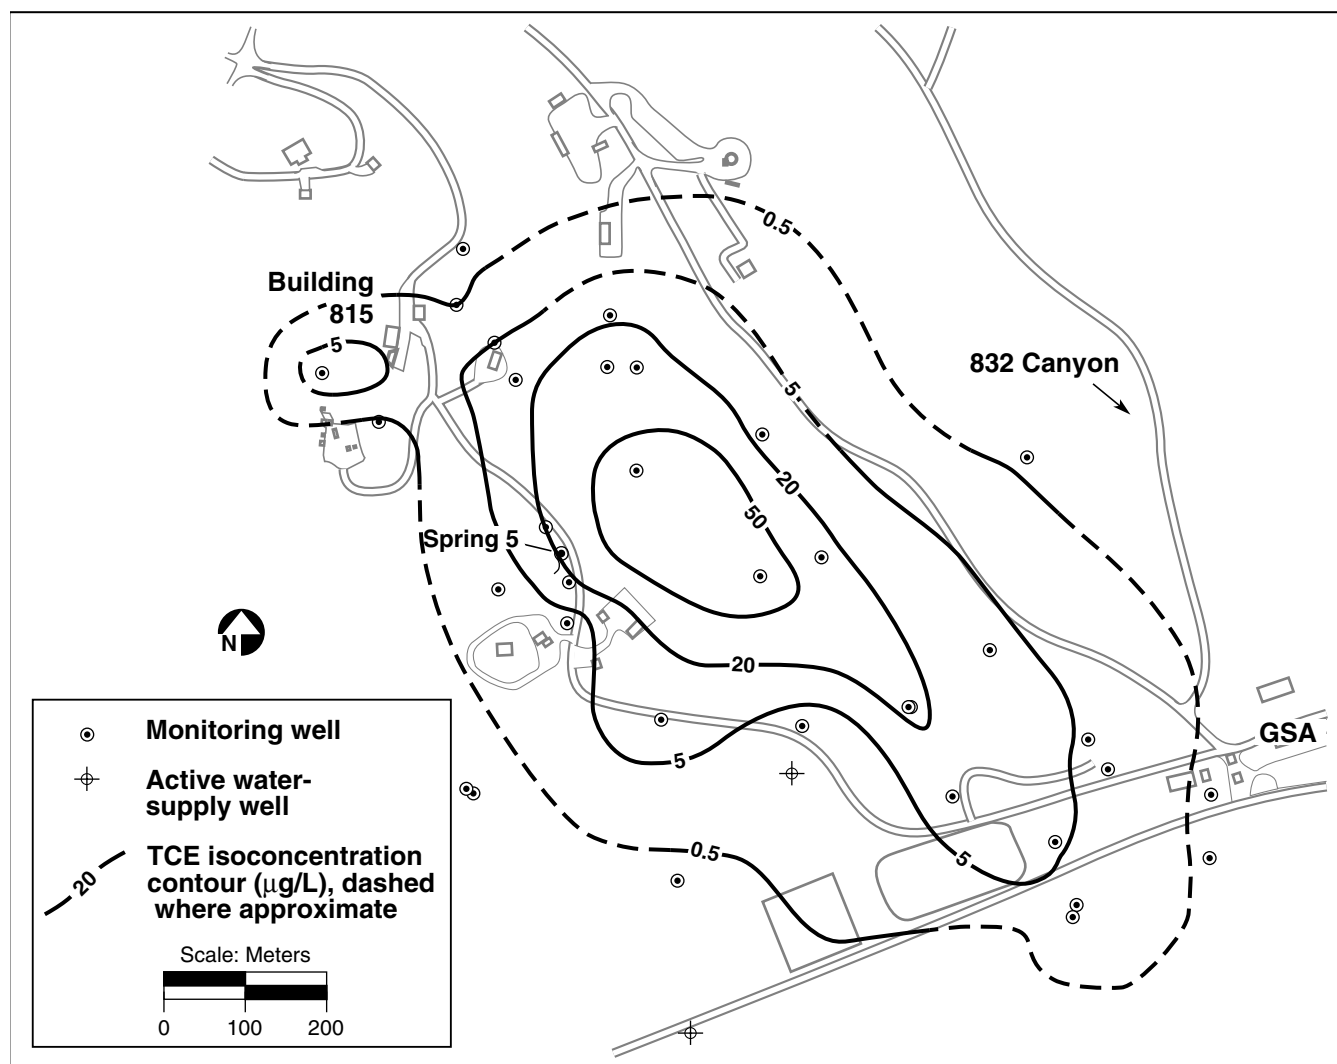 0.5
Building
815
5
832 Canyon
5
20
50
Spring 5
N
20
GSA
5
0.5
5
Monitoring well
Active water-
supply well
20
TCE isoconcentration
contour (μg/L), dashed
where approximate
Scale: Meters
0 100 200